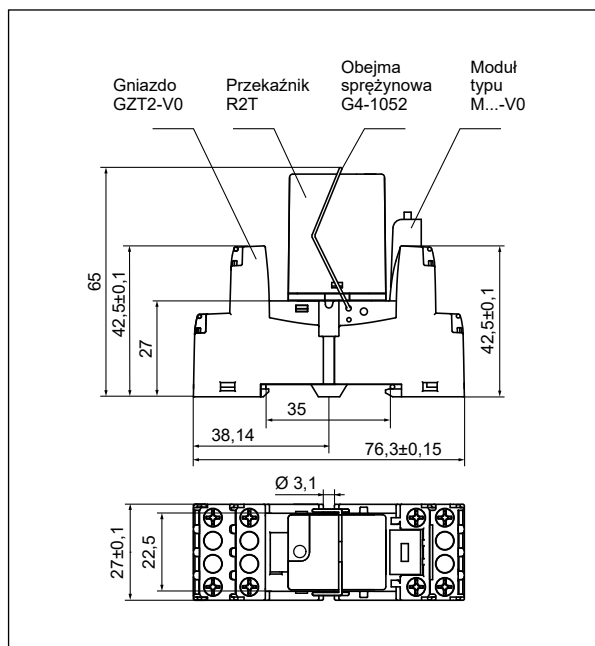 Gniazdo
GZT2-V0
Przekaźnik
R2T
Obejma
sprężynowa
G4-1052
Moduł
typu
M...-V0
65
42,5±0,1
27
42,5±0,1
35
38,14
76,3±0,15
Ø 3,1
27±0,1
22,5